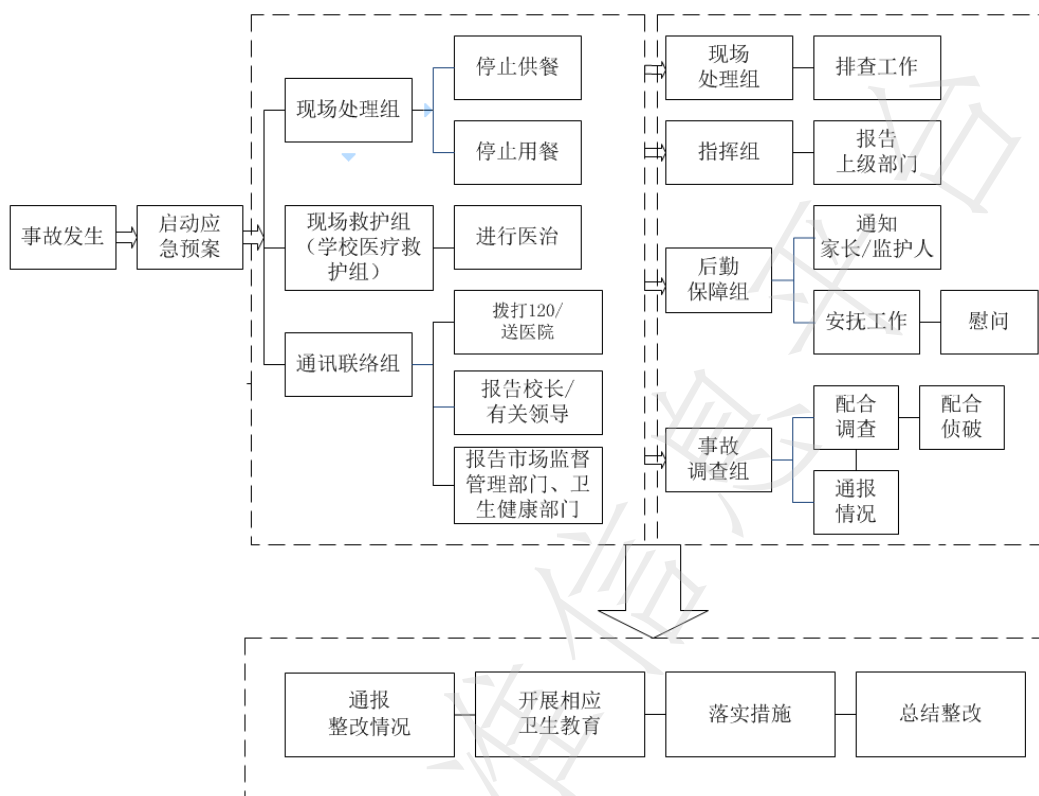 事故发生
启动应
急预案
现场处理组
停止供餐
停止用餐
现场救护组
（学校医疗救
护组）
进行医治
通讯联络组
拨打120/
送医院
报告校长/
有关领导
报告市场监督
管理部门、卫
生健康部门
现场
处理组
排查工作
指挥组
报告
上级部门
后勤
保障组
通知
家长/监护人
安抚工作
慰问
事故
调查组
配合
调查
配合
侦破
通报
情况
通报
整改情况
开展相应
卫生教育
落实措施
总结整改
准信息平台